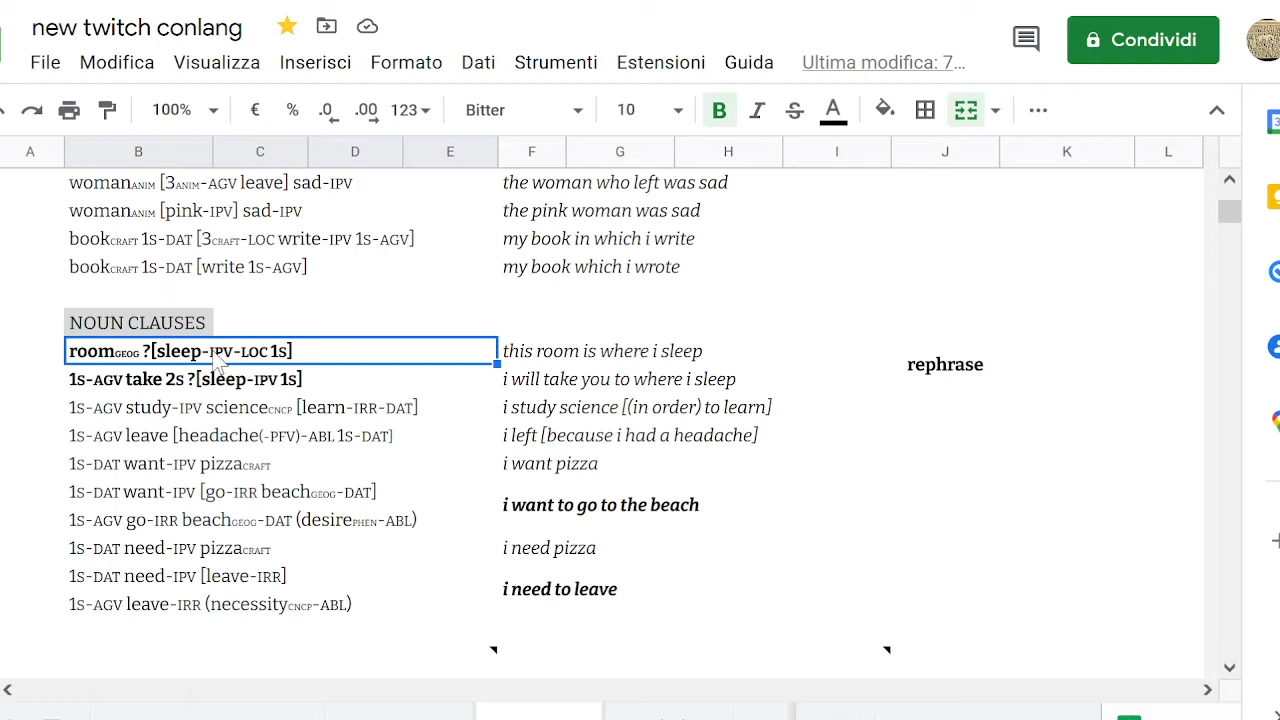 new twitch conlang
Condividi
File Modifica Visualizza Inserisci Formato Dati Strumenti Estensioni Guida Ultima modifica: 7…
100% € % .0 .00 123 Bitter 10 B I S A
A B C D E F G H I J K L
womanANIM [3ANIM-AGV leave] sad-IPV the woman who left was sad
womanANIM [pink-IPV] sad-IPV the pink woman was sad
bookCRAFT 1S-DAT [3CRAFT-LOC write-IPV 1S-AGV] my book in which i write
bookCRAFT 1S-DAT [write 1S-AGV] my book which i wrote
NOUN CLAUSES
roomGEOG ?[sleep-IPV-LOC 1S] this room is where i sleep
rephrase
1S-AGV take 2S ?[sleep-IPV 1S] i will take you to where i sleep
1S-AGV study-IPV scienceCNCP [learn-IRR-DAT] i study science [(in order) to learn]
1S-AGV leave [headache(-PFV)-ABL 1S-DAT] i left [because i had a headache]
1S-DAT want-IPV pizzaCRAFT i want pizza
1S-DAT want-IPV [go-IRR beachGEOG-DAT]
i want to go to the beach
1S-AGV go-IRR beachGEOG-DAT (desirePHEN-ABL)
1S-DAT need-IPV pizzaCRAFT i need pizza
1S-DAT need-IPV [leave-IRR]
i need to leave
1S-AGV leave-IRR (necessityCNCP-ABL)